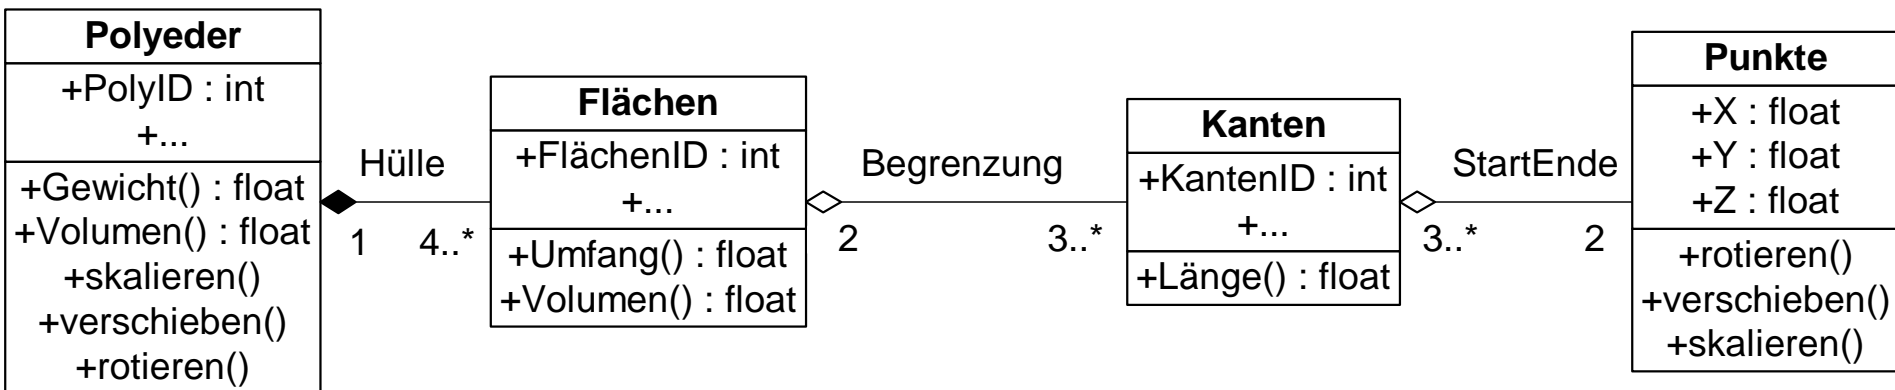 Polyeder
+PolyID : int
+...
+Gewicht() : float
+Volumen() : float
+skalieren()
+verschieben()
+rotieren()
Hülle
1
4..*
Flächen
+FlächenID : int
+...
+Umfang() : float
+Volumen() : float
Begrenzung
2
3..*
Kanten
+KantenID : int
+...
+Länge() : float
StartEnde
3..*
2
Punkte
+X : float
+Y : float
+Z : float
+rotieren()
+verschieben()
+skalieren()